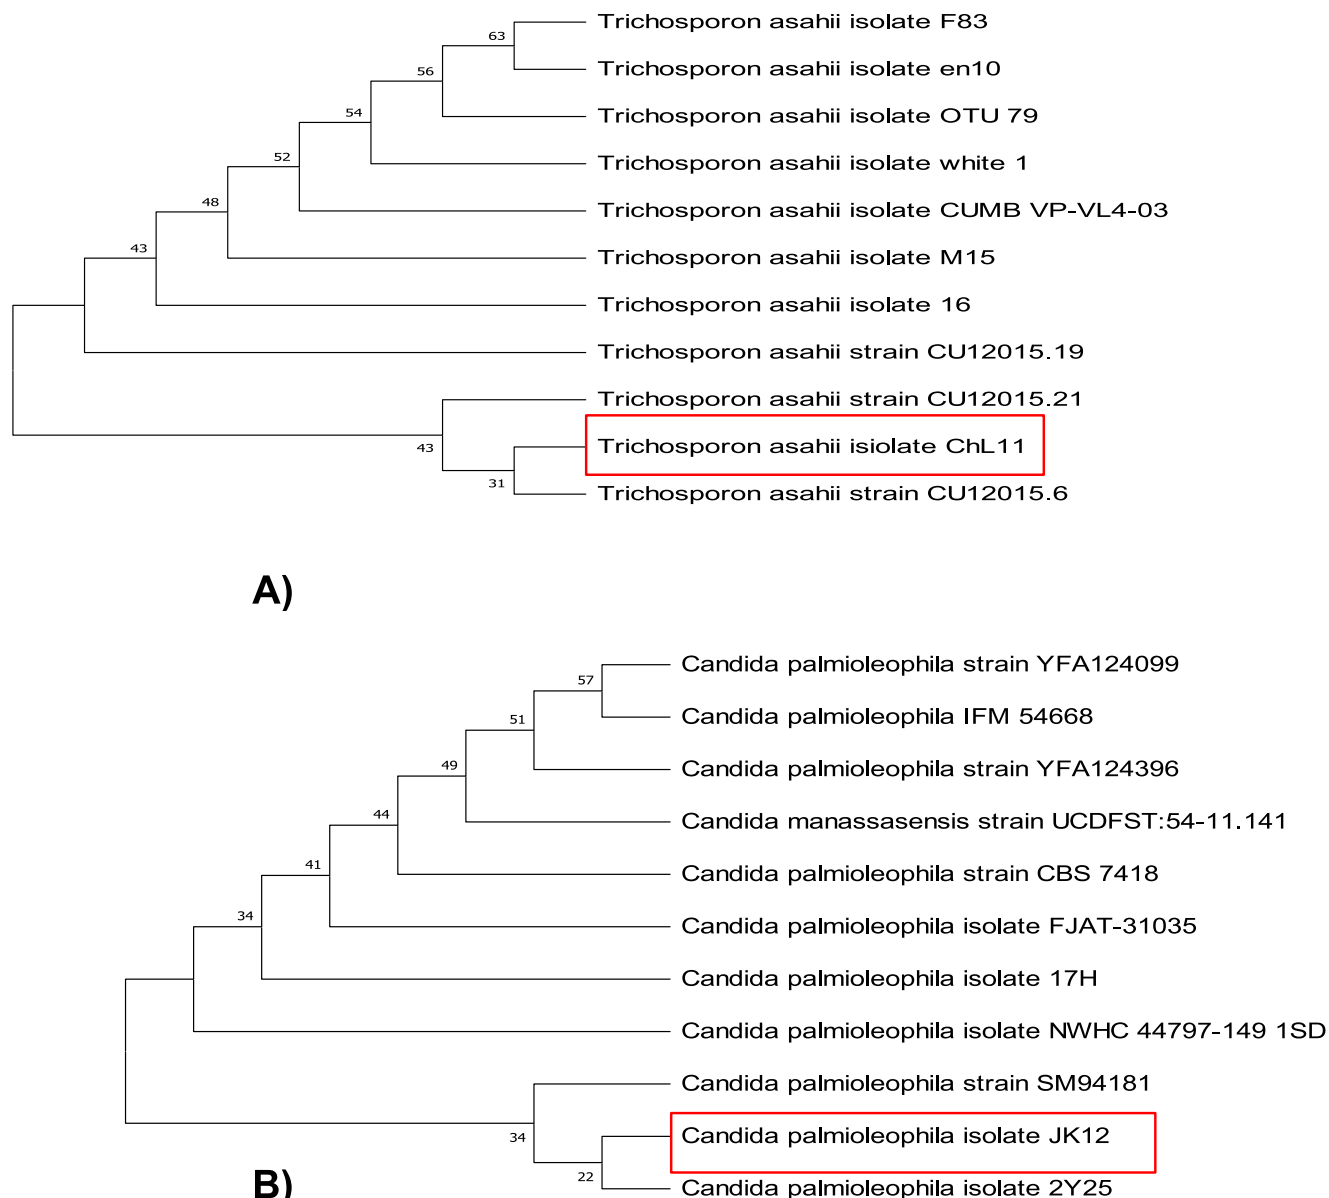 Trichosporon asahii isolate F83
63
Trichosporon asahii isolate en10
56
Trichosporon asahii isolate OTU 79
54
Trichosporon asahii isolate white 1
52
Trichosporon asahii isolate CUMB VP-VL4-03
48
Trichosporon asahii isolate M15
43
Trichosporon asahii isolate 16
Trichosporon asahii strain CU12015.19
Trichosporon asahii strain CU12015.21
43
Trichosporon asahii isiolate ChL11
31
Trichosporon asahii strain CU12015.6
A)
Candida palmioleophila strain YFA124099
57
Candida palmioleophila IFM 54668
51
Candida palmioleophila strain YFA124396
49
Candida manassasensis strain UCDFST:54-11.141
44
Candida palmioleophila strain CBS 7418
41
Candida palmioleophila isolate FJAT-31035
34
Candida palmioleophila isolate 17H
Candida palmioleophila isolate NWHC 44797-149 1SD
Candida palmioleophila strain SM94181
34
Candida palmioleophila isolate JK12
22
Candida palmioleophila isolate 2Y25
B)